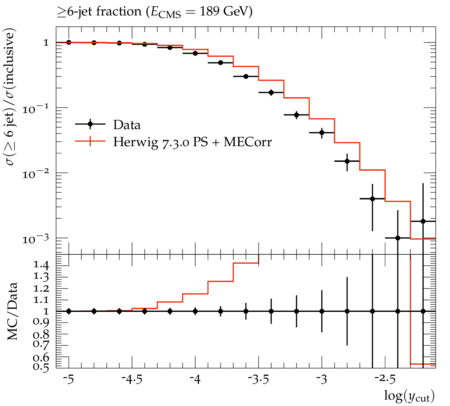 ≥6-jet fraction (E_CMS = 189 GeV)
σ(≥ 6 jet)/σ(inclusive)
1
10⁻¹
10⁻²
10⁻³
Data
Herwig 7.3.0 PS + MECorr
MC/Data
1.4
1.3
1.2
1.1
1
0.9
0.8
0.7
0.6
0.5
-5 -4.5 -4 -3.5 -3 -2.5
log(y_cut)